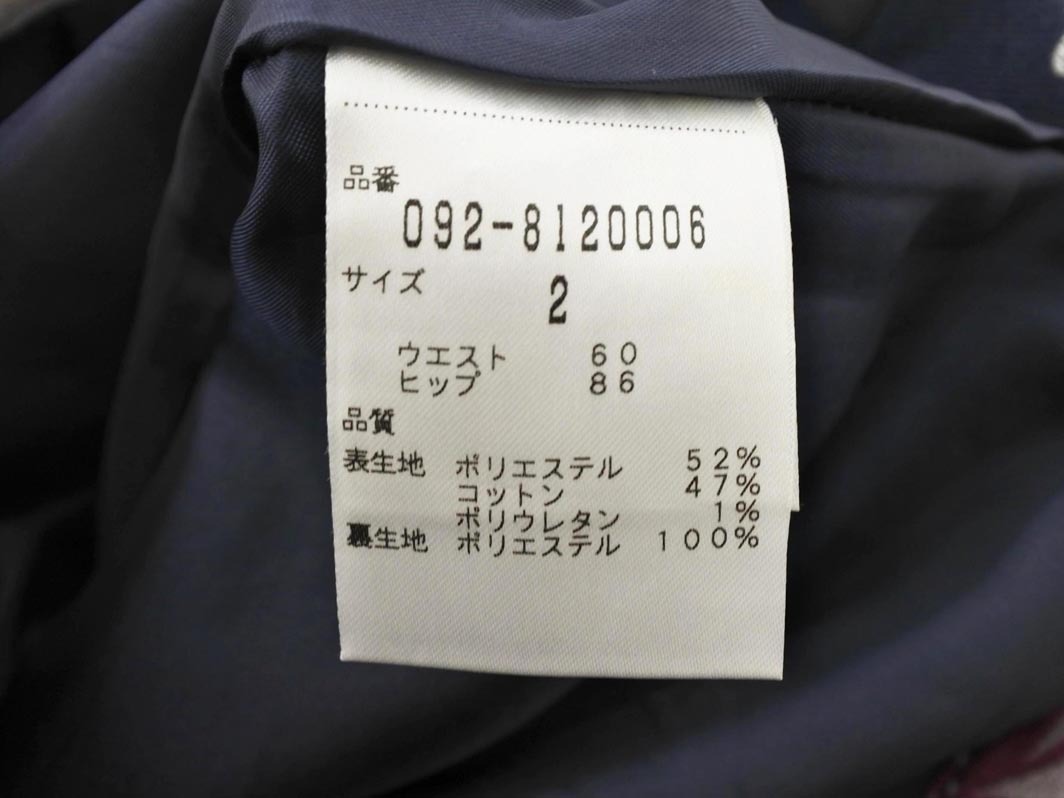 品番
092-8120006
サイズ 2
ウエスト 60
ヒップ 86
品質
表生地 ポリエステル 52%
コットン 47%
ポリウレタン 1%
裏生地 ポリエステル 100%